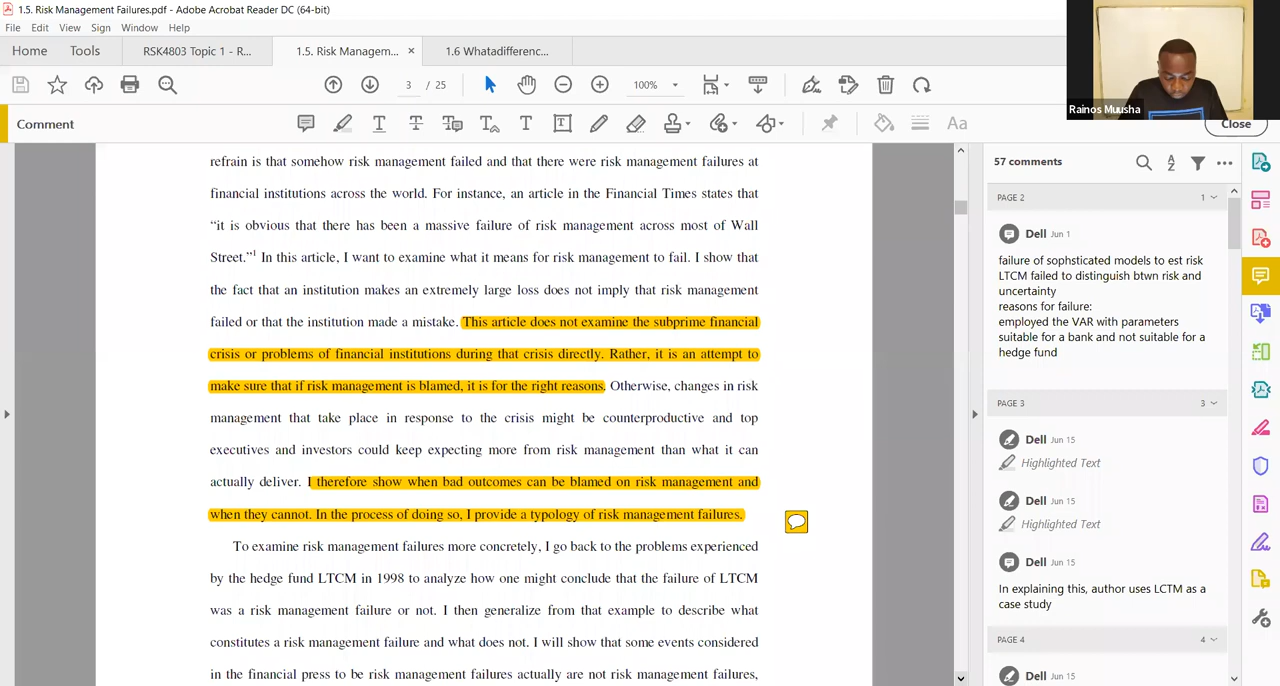 1.5. Risk Management Failures.pdf - Adobe Acrobat Reader DC (64-bit)
File Edit View Sign Window Help
Home Tools RSK4803 Topic 1 - R... 1.5. Risk Managem... × 1.6 Whatadifferenc...
3 / 25 100%
Rainos Muusha
Comment
Aa
Close
refrain is that somehow risk management failed and that there were risk management failures at
financial institutions across the world. For instance, an article in the Financial Times states that
“it is obvious that there has been a massive failure of risk management across most of Wall
Street.”1 In this article, I want to examine what it means for risk management to fail. I show that
the fact that an institution makes an extremely large loss does not imply that risk management
failed or that the institution made a mistake. This article does not examine the subprime financial
crisis or problems of financial institutions during that crisis directly. Rather, it is an attempt to
make sure that if risk management is blamed, it is for the right reasons. Otherwise, changes in risk
management that take place in response to the crisis might be counterproductive and top
executives and investors could keep expecting more from risk management than what it can
actually deliver. I therefore show when bad outcomes can be blamed on risk management and
when they cannot. In the process of doing so, I provide a typology of risk management failures.
To examine risk management failures more concretely, I go back to the problems experienced
by the hedge fund LTCM in 1998 to analyze how one might conclude that the failure of LTCM
was a risk management failure or not. I then generalize from that example to describe what
constitutes a risk management failure and what does not. I will show that some events considered
in the financial press to be risk management failures actually are not risk management failures,
57 comments
PAGE 2 1
Dell Jun 1
failure of sophsticated models to est risk
LTCM failed to distinguish btwn risk and
uncertainty
reasons for failure:
employed the VAR with parameters
suitable for a bank and not suitable for a
hedge fund
PAGE 3 3
Dell Jun 15
Highlighted Text
Dell Jun 15
Highlighted Text
Dell Jun 15
In explaining this, author uses LCTM as a
case study
PAGE 4 4
Dell Jun 15